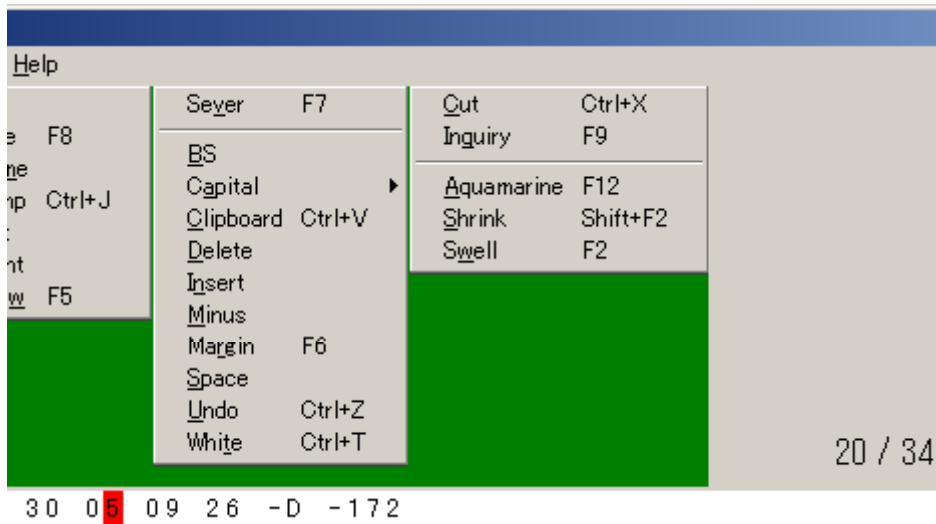 Help
F8
Ctrl+J
F5
Sever F7
BS
Capital
Clipboard Ctrl+V
Delete
Insert
Minus
Margin F6
Space
Undo Ctrl+Z
White Ctrl+T
Cut Ctrl+X
Inguiry F9
Aquamarine F12
Shrink Shift+F2
Swell F2
20 / 34
30 05 09 26 -D -172